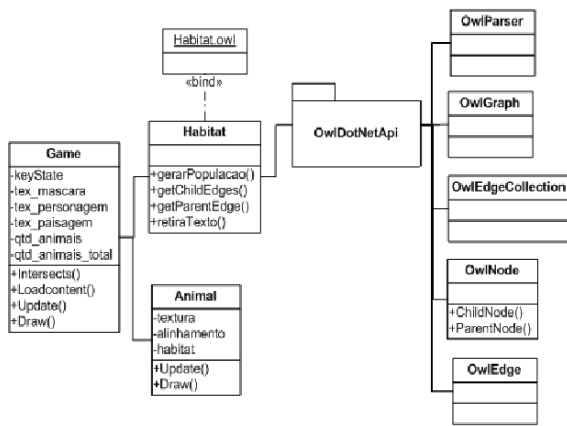 Habitat.owl
«bind»
Habitat
+gerarPopulacao()
+getChildEdges()
+getParentEdge()
+retiraTexto()
Game
-keyState
-tex_mascara
-tex_personagem
-tex_paisagem
-qtd_animais
-qtd_animais_total
+Intersects()
+Loadcontent()
+Update()
+Draw()
Animal
-textura
-alinhamento
-habitat
+Update()
+Draw()
OwlDotNetApi
OwlParser
OwlGraph
OwlEdgeCollection
OwlNode
+ChildNode()
+ParentNode()
OwlEdge